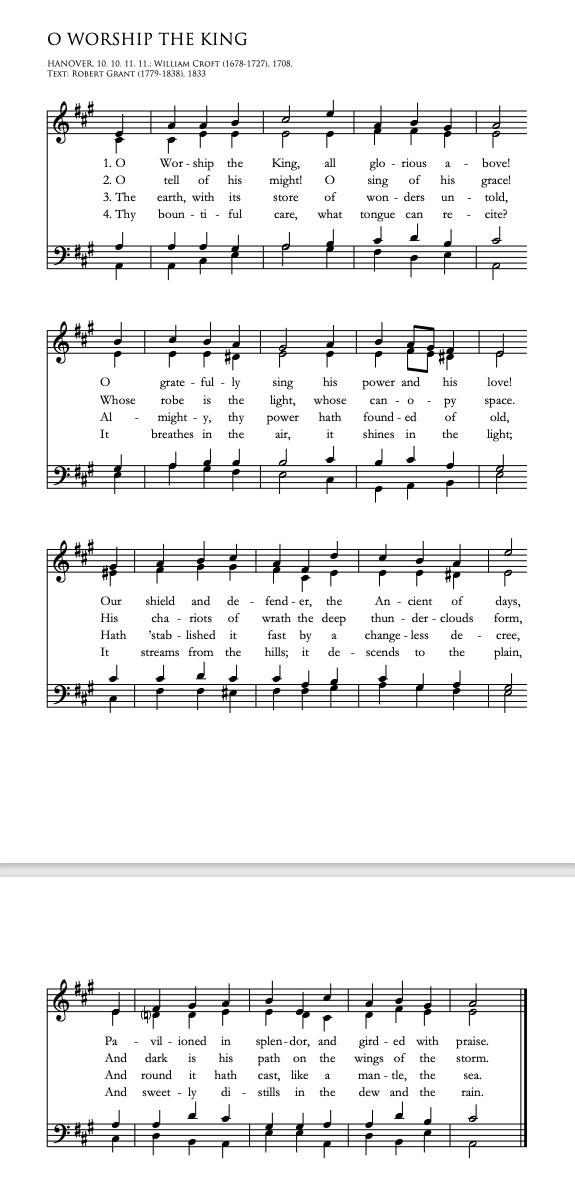 O WORSHIP THE KING
HANOVER, 10. 10. 11. 11.; WILLIAM CROFT (1678-1727), 1708.
TEXT: ROBERT GRANT (1779-1838), 1833
1. O Wor - ship the King, all glo - rious a - bove!
2. O tell of his might! O sing of his grace!
3. The earth, with its store of won - ders un - told,
4. Thy boun - ti - ful care, what tongue can re - cite?
O grate - ful - ly sing his power and his love!
Whose robe is the light, whose can - o - py space.
Al - might - y, thy power hath found - ed of old,
It breathes in the air, it shines in the light;
Our shield and de - fend - er, the An - cient of days,
His cha - riots of wrath the deep thun - der - clouds form,
Hath 'stab - lished it fast by a change - less de - cree,
It streams from the hills; it de - scends to the plain,
Pa - vil - ioned in splen - dor, and gird - ed with praise.
And dark is his path on the wings of the storm.
And round it hath cast, like a man - tle, the sea.
And sweet - ly di - stills in the dew and the rain.